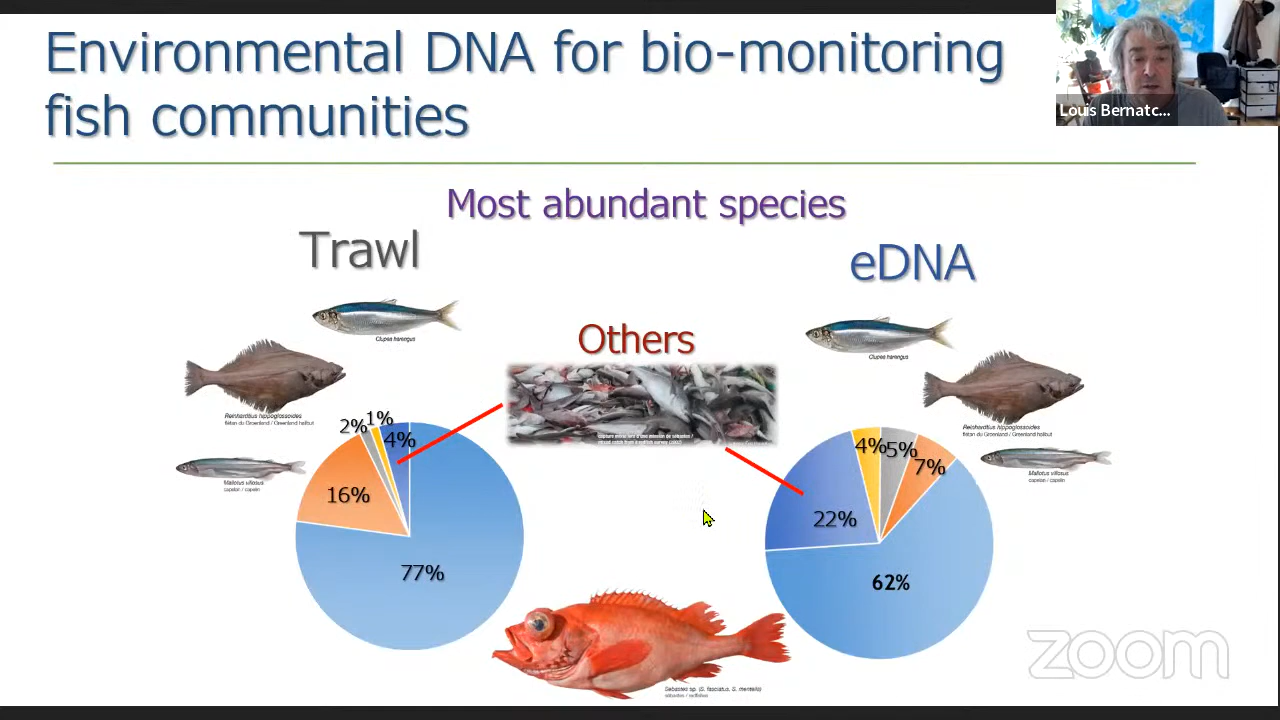 Environmental DNA for bio-monitoring
fish communities
Louis Bernatc...
Most abundant species
Trawl
eDNA
Others
Clupea harengus
Reinhardtius hippoglossoides
flétan du Groenland / Greenland halibut
Mallotus villosus
capelan / capelin
2%
1%
4%
16%
77%
Clupea harengus
Reinhardtius hippoglossoides
flétan du Groenland / Greenland halibut
Mallotus villosus
capelan / capelin
4%
5%
7%
22%
62%
Sebastes sp. (S. fasciatus, S. mentella)
sébastes / redfishes
zoom